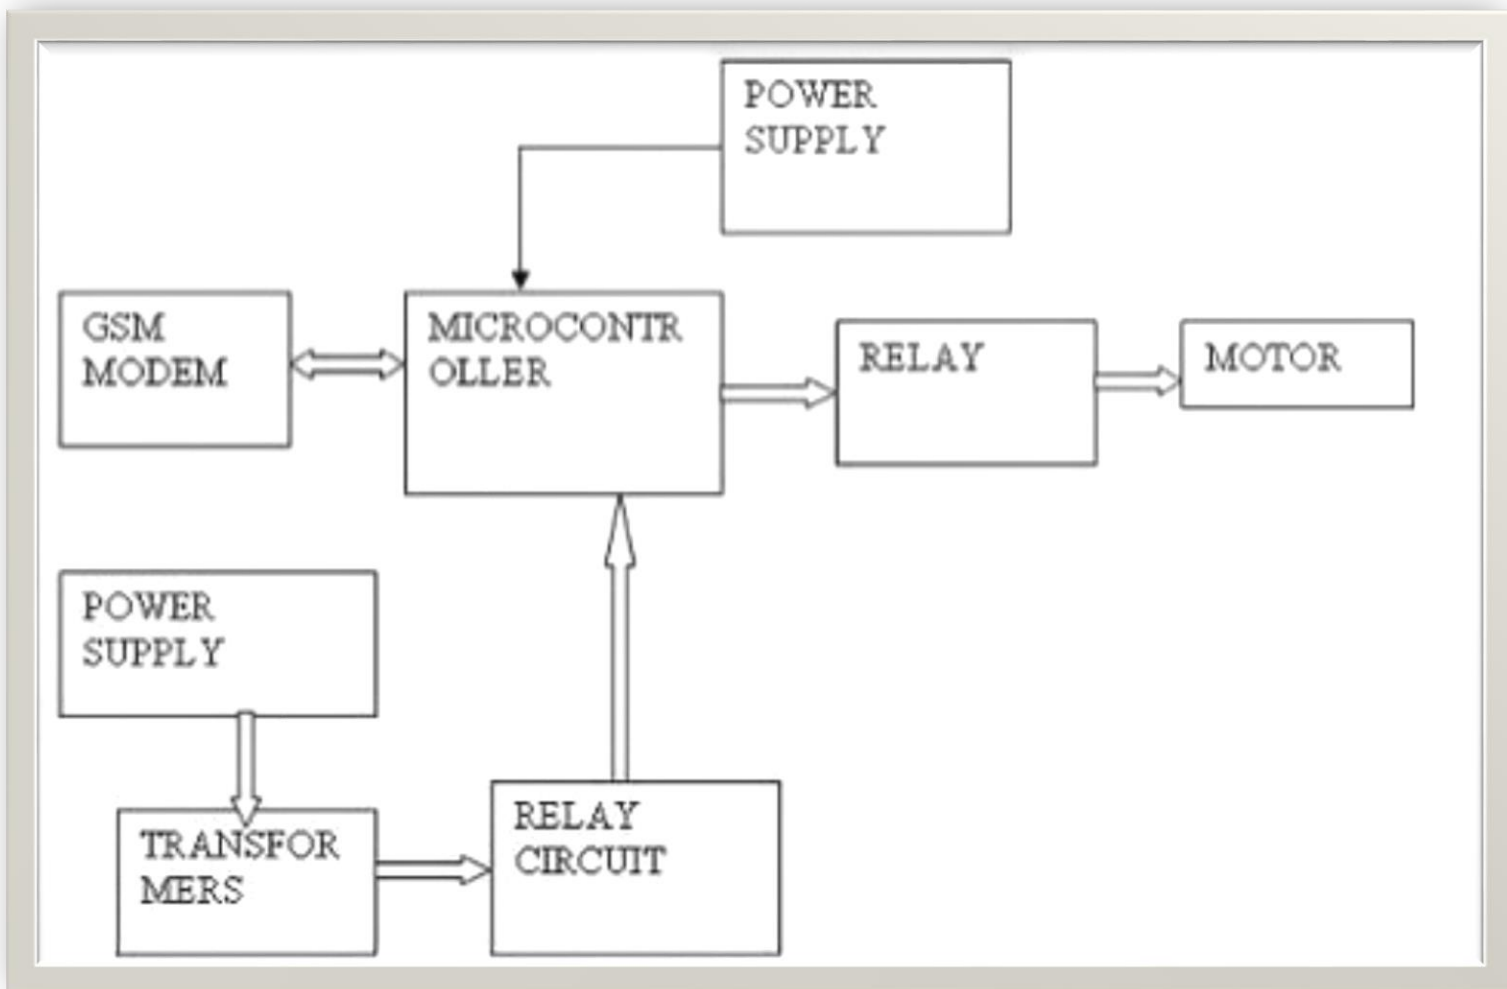 POWER
SUPPLY
GSM
MODEM
MICROCONTR
OLLER
RELAY
MOTOR
POWER
SUPPLY
TRANSFOR
MERS
RELAY
CIRCUIT